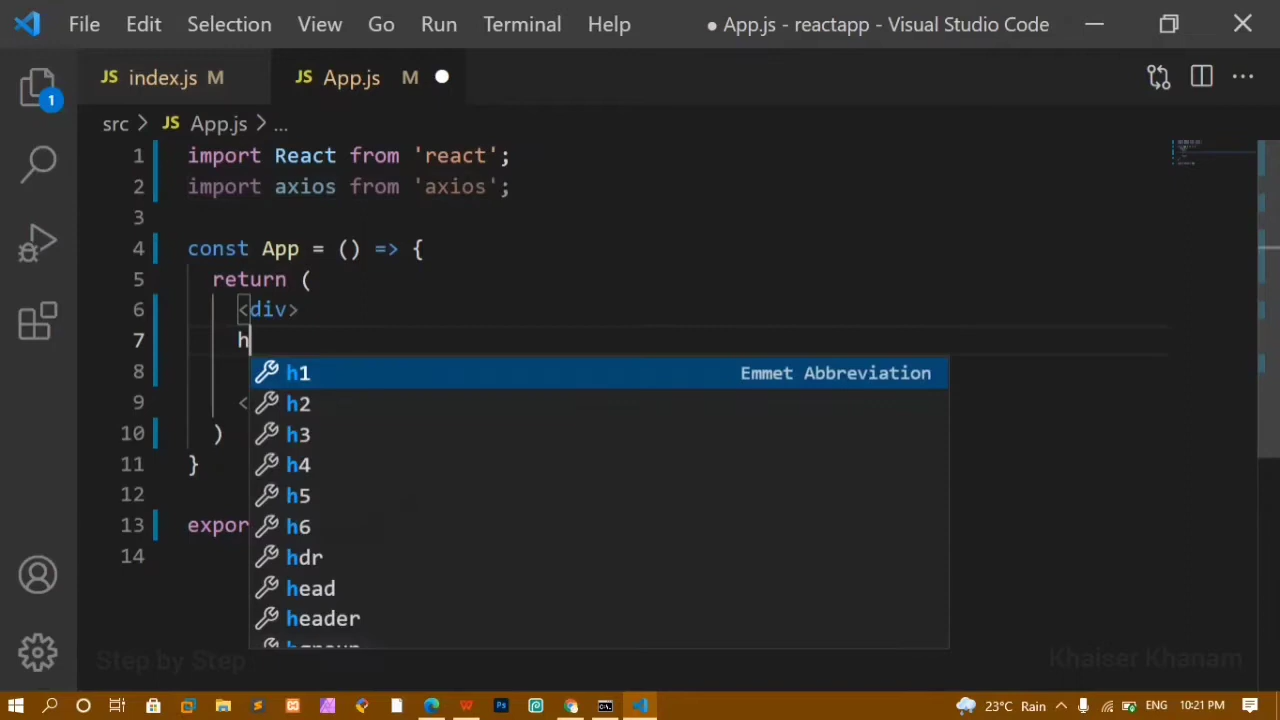 File Edit Selection View Go Run Terminal Help ● App.js - reactapp - Visual Studio Code
JS index.js M JS App.js M
1
src > JS App.js > ...
1 import React from 'react';
2 import axios from 'axios';
3
4 const App = () => {
5 return (
6 <div>
7 h
h1 Emmet Abbreviation
8
h2
9 <
h3
10 )
h4
11 }
h5
12
h6
13 expor
hdr
14
head
header
Step by Step
Khaiser Khanam
23°C Rain ENG 10:21 PM